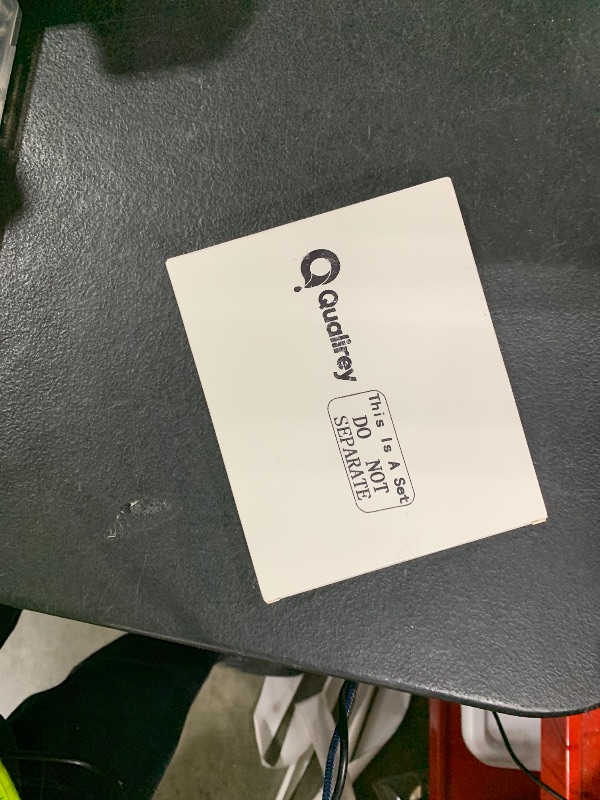 Qualirey
This Is A Set
DO NOT
SEPARATE